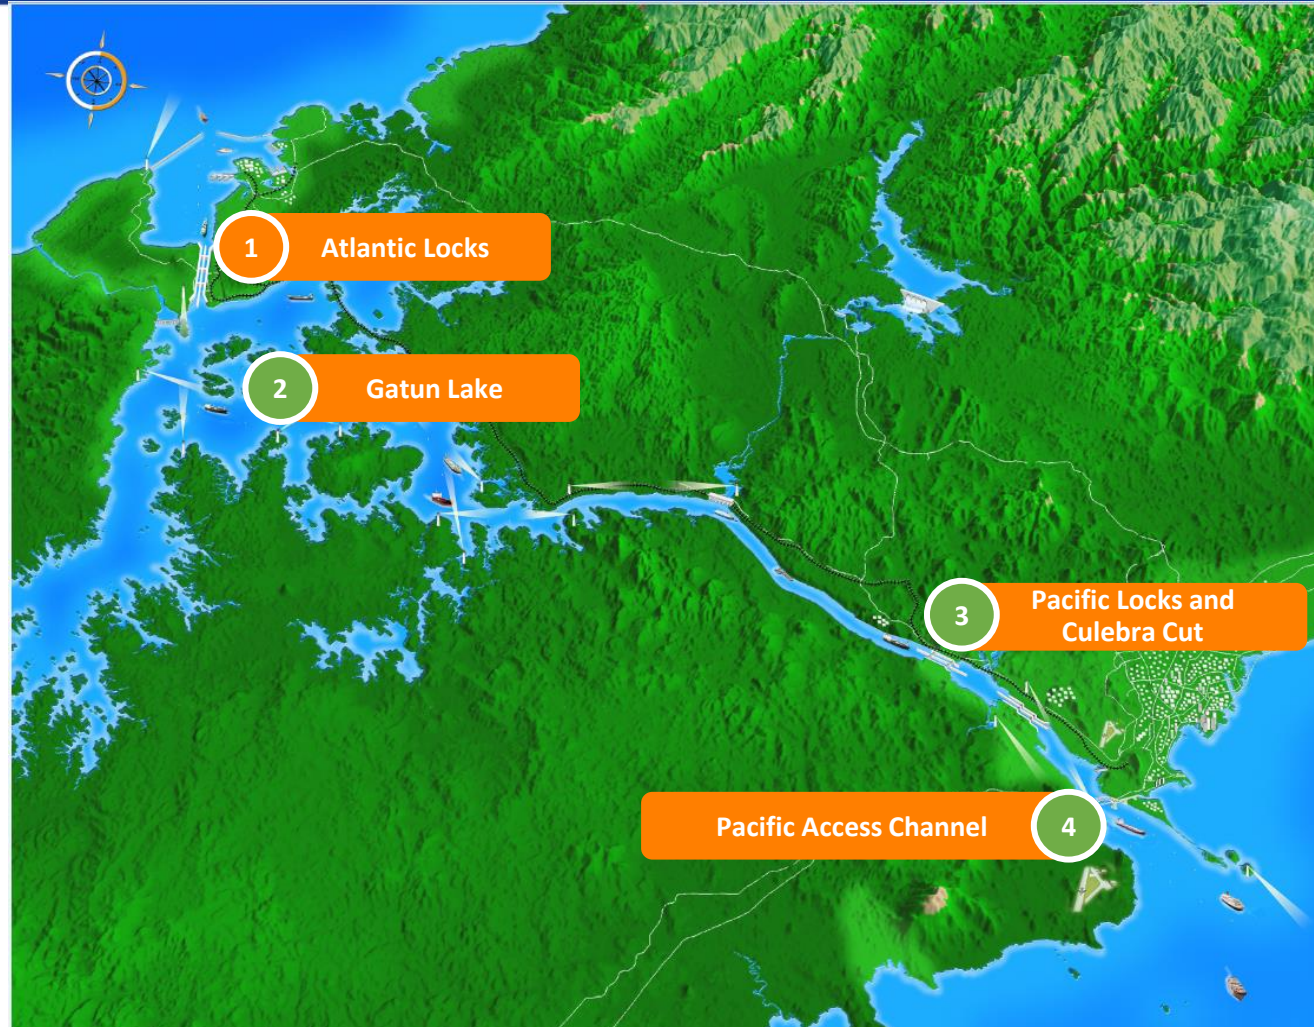 1 Atlantic Locks
2 Gatun Lake
3 Pacific Locks and
Culebra Cut
Pacific Access Channel 4